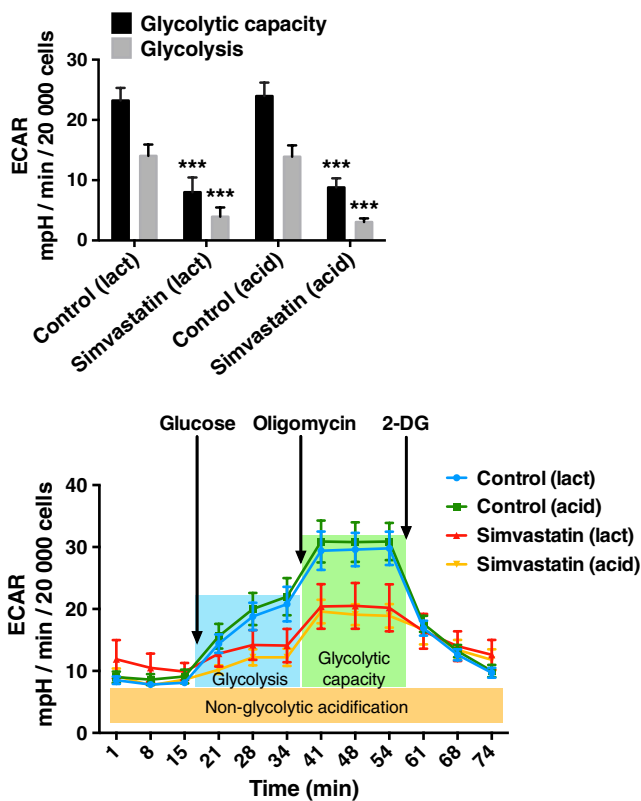 Glycolytic capacity
Glycolysis
ECAR
mpH / min / 20 000 cells
30
20
10
0
***
***
***
***
Control (lact)
Simvastatin (lact)
Control (acid)
Simvastatin (acid)
Glucose
Oligomycin
2-DG
Control (lact)
Control (acid)
Simvastatin (lact)
Simvastatin (acid)
ECAR
mpH / min / 20 000 cells
40
30
20
10
0
Glycolysis
Glycolytic
capacity
Non-glycolytic acidification
1
8
15
21
28
34
41
48
54
61
68
74
Time (min)